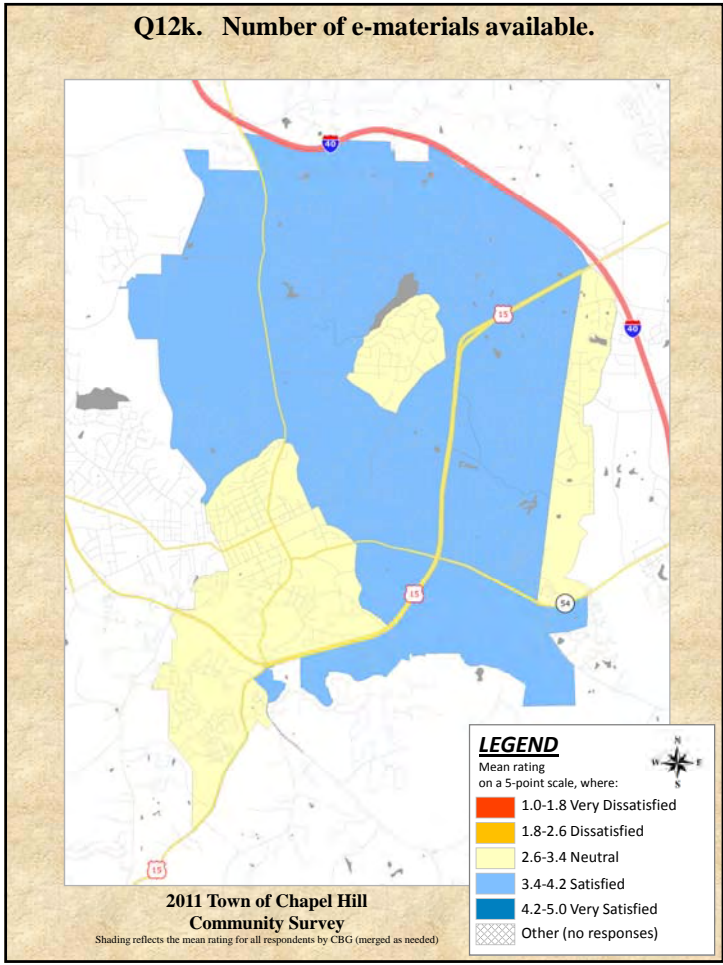 Q12k. Number of e-materials available.
40
15
40
15
54
15
LEGEND
Mean rating
on a 5-point scale, where:
N
W E
S
1.0-1.8 Very Dissatisfied
1.8-2.6 Dissatisfied
2.6-3.4 Neutral
3.4-4.2 Satisfied
4.2-5.0 Very Satisfied
Other (no responses)
2011 Town of Chapel Hill
Community Survey
Shading reflects the mean rating for all respondents by CBG (merged as needed)